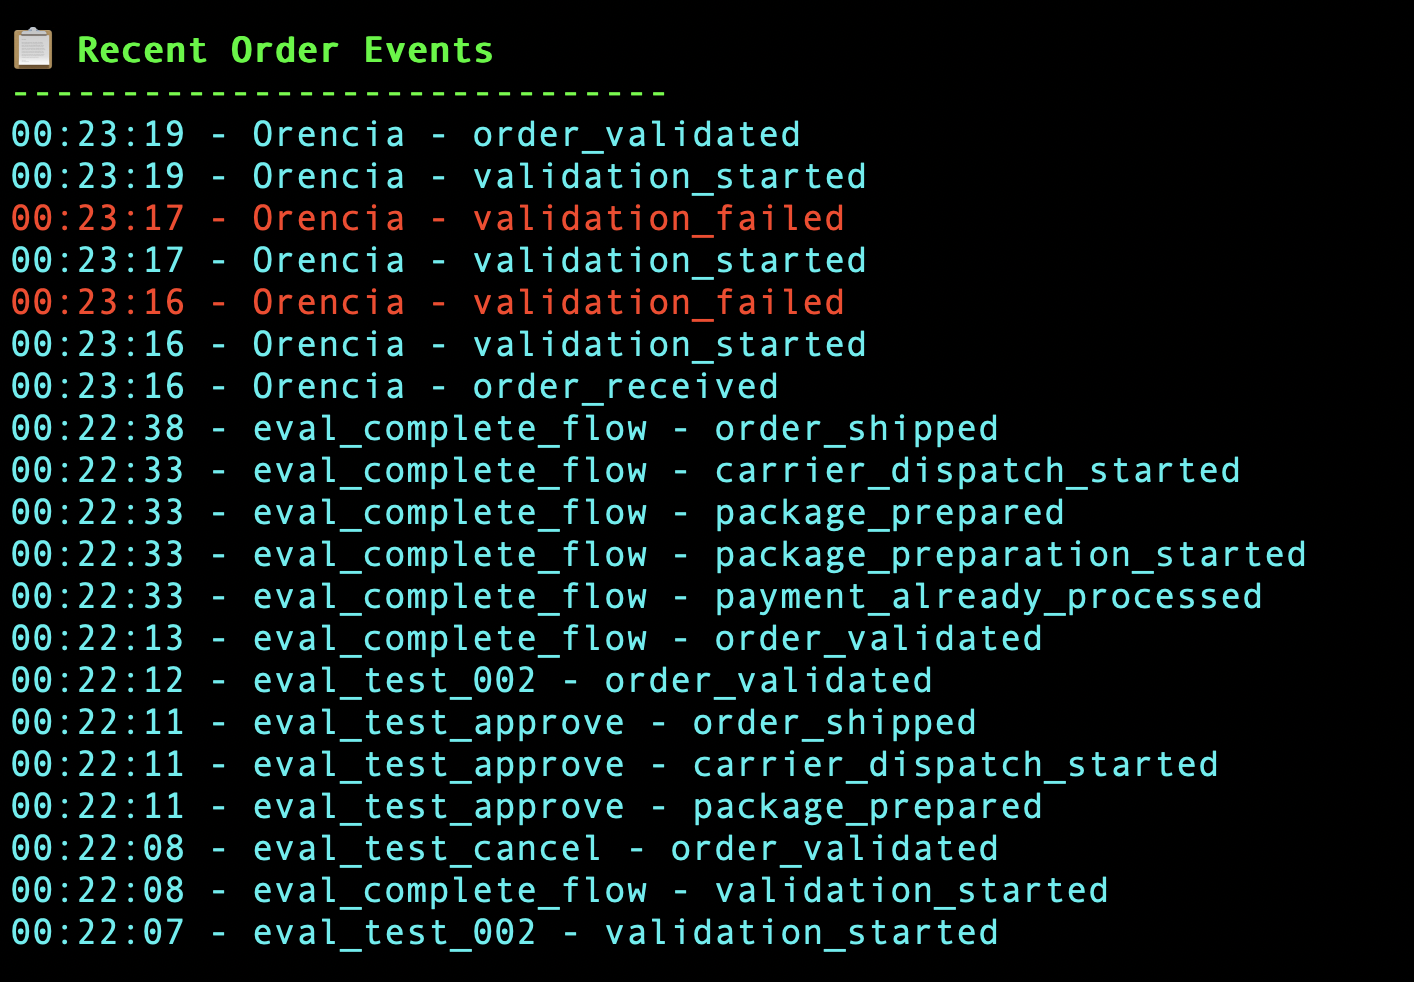 📋 Recent Order Events
------------------------------
00:23:19 - Orencia - order_validated
00:23:19 - Orencia - validation_started
00:23:17 - Orencia - validation_failed
00:23:17 - Orencia - validation_started
00:23:16 - Orencia - validation_failed
00:23:16 - Orencia - validation_started
00:23:16 - Orencia - order_received
00:22:38 - eval_complete_flow - order_shipped
00:22:33 - eval_complete_flow - carrier_dispatch_started
00:22:33 - eval_complete_flow - package_prepared
00:22:33 - eval_complete_flow - package_preparation_started
00:22:33 - eval_complete_flow - payment_already_processed
00:22:13 - eval_complete_flow - order_validated
00:22:12 - eval_test_002 - order_validated
00:22:11 - eval_test_approve - order_shipped
00:22:11 - eval_test_approve - carrier_dispatch_started
00:22:11 - eval_test_approve - package_prepared
00:22:08 - eval_test_cancel - order_validated
00:22:08 - eval_complete_flow - validation_started
00:22:07 - eval_test_002 - validation_started